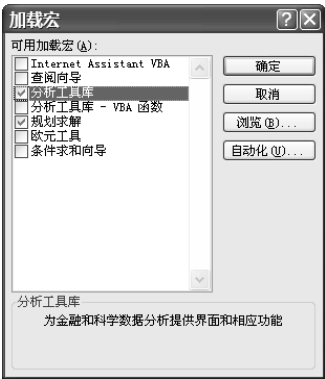 加载宏
可用加载宏(A):
Internet Assistant VBA
查阅向导
分析工具库
分析工具库 - VBA 函数
规划求解
欧元工具
条件求和向导
确定
取消
浏览(B)...
自动化(U)...
分析工具库
为金融和科学数据分析提供界面和相应功能